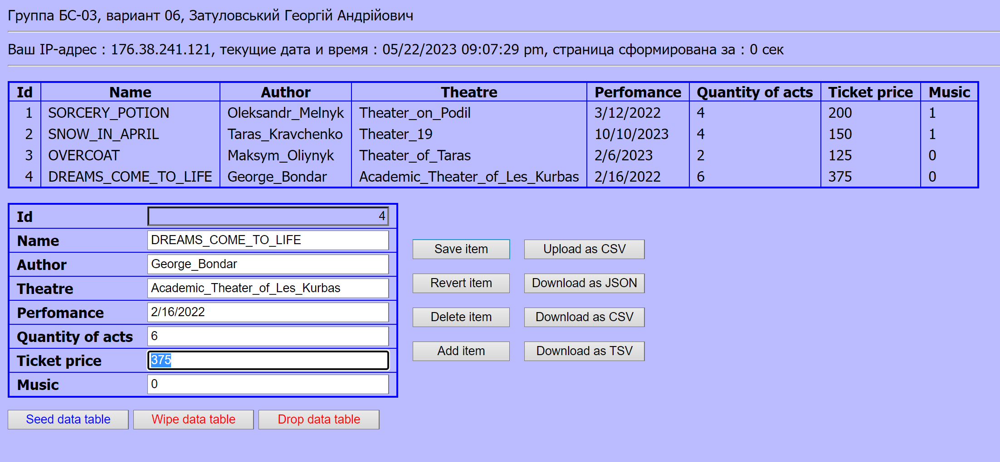 Группа БС-03, вариант 06, Затуловський Георгій Андрійович
Ваш IP-адрес : 176.38.241.121, текущие дата и время : 05/22/2023 09:07:29 pm, страница сформирована за : 0 сек
Id Name Author Theatre Perfomance Quantity of acts Ticket price Music
1 SORCERY_POTION Oleksandr_Melnyk Theater_on_Podil 3/12/2022 4 200 1
2 SNOW_IN_APRIL Taras_Kravchenko Theater_19 10/10/2023 4 150 1
3 OVERCOAT Maksym_Oliynyk Theater_of_Taras 2/6/2023 2 125 0
4 DREAMS_COME_TO_LIFE George_Bondar Academic_Theater_of_Les_Kurbas 2/16/2022 6 375 0
Id 4
Name DREAMS_COME_TO_LIFE
Author George_Bondar
Theatre Academic_Theater_of_Les_Kurbas
Perfomance 2/16/2022
Quantity of acts 6
Ticket price 375
Music 0
Save item Upload as CSV
Revert item Download as JSON
Delete item Download as CSV
Add item Download as TSV
Seed data table Wipe data table Drop data table